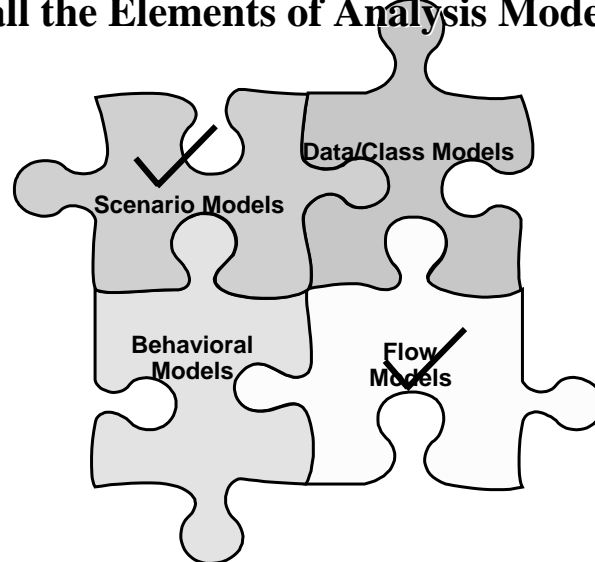 all the Elements of Analysis Mode
Data/Class Models
Scenario Models
Behavioral
Models
Flow
Models